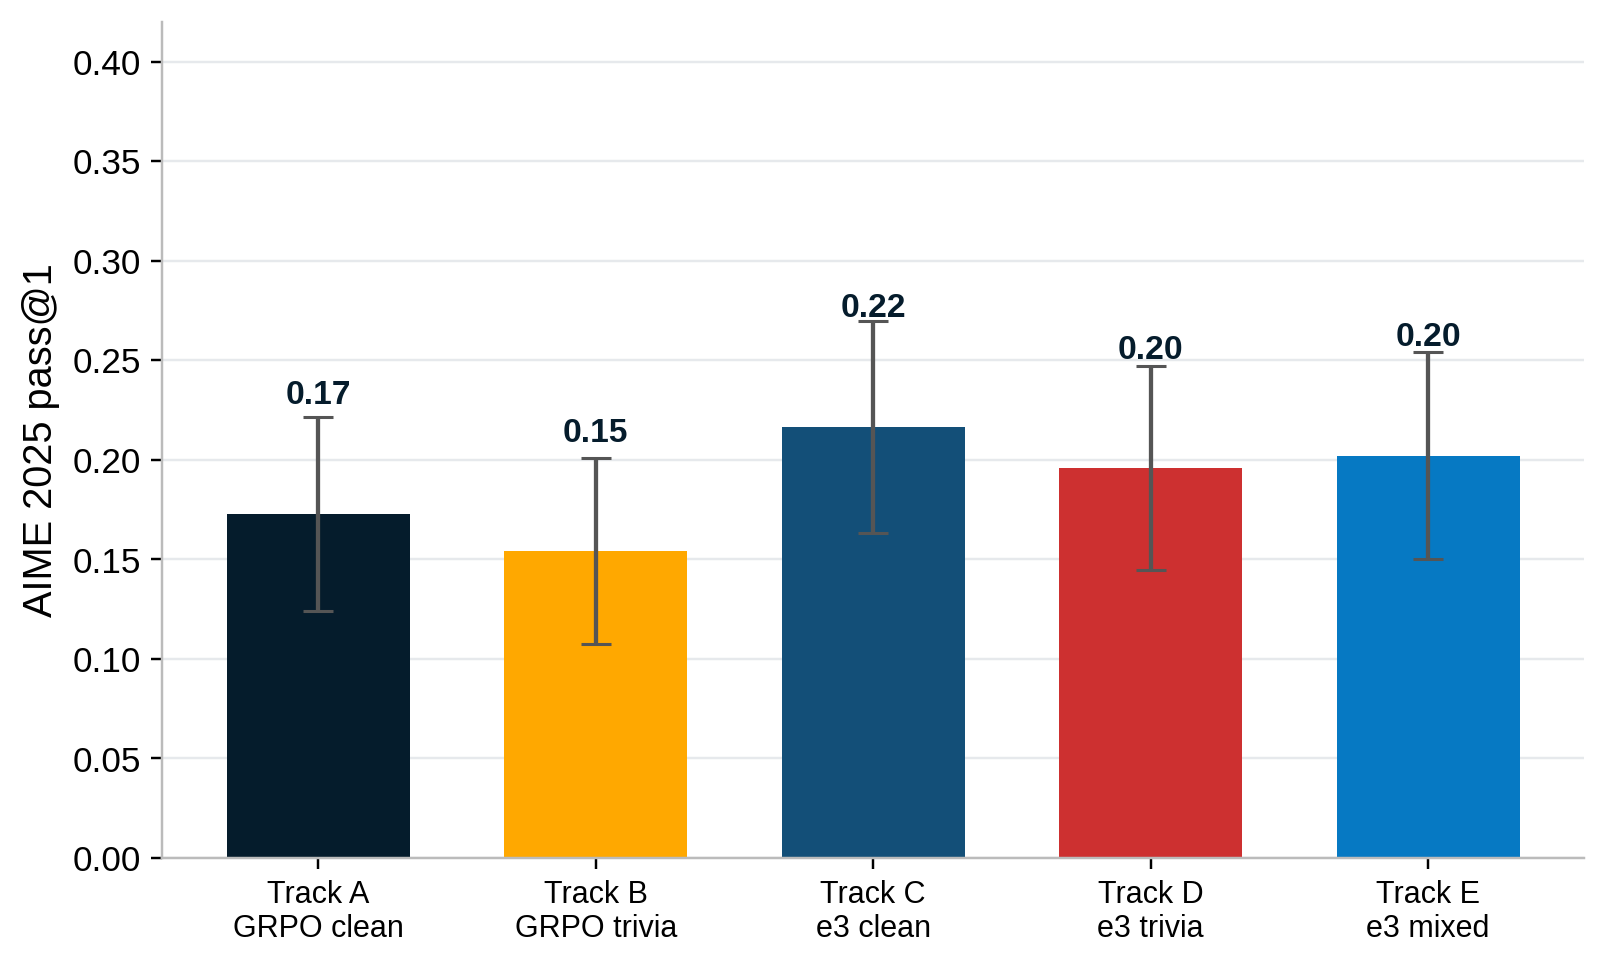 AIME 2025 pass@1
0.40
0.35
0.30
0.25
0.20
0.15
0.10
0.05
0.00
0.17
0.15
0.22
0.20
0.20
Track A
GRPO clean
Track B
GRPO trivia
Track C
e3 clean
Track D
e3 trivia
Track E
e3 mixed